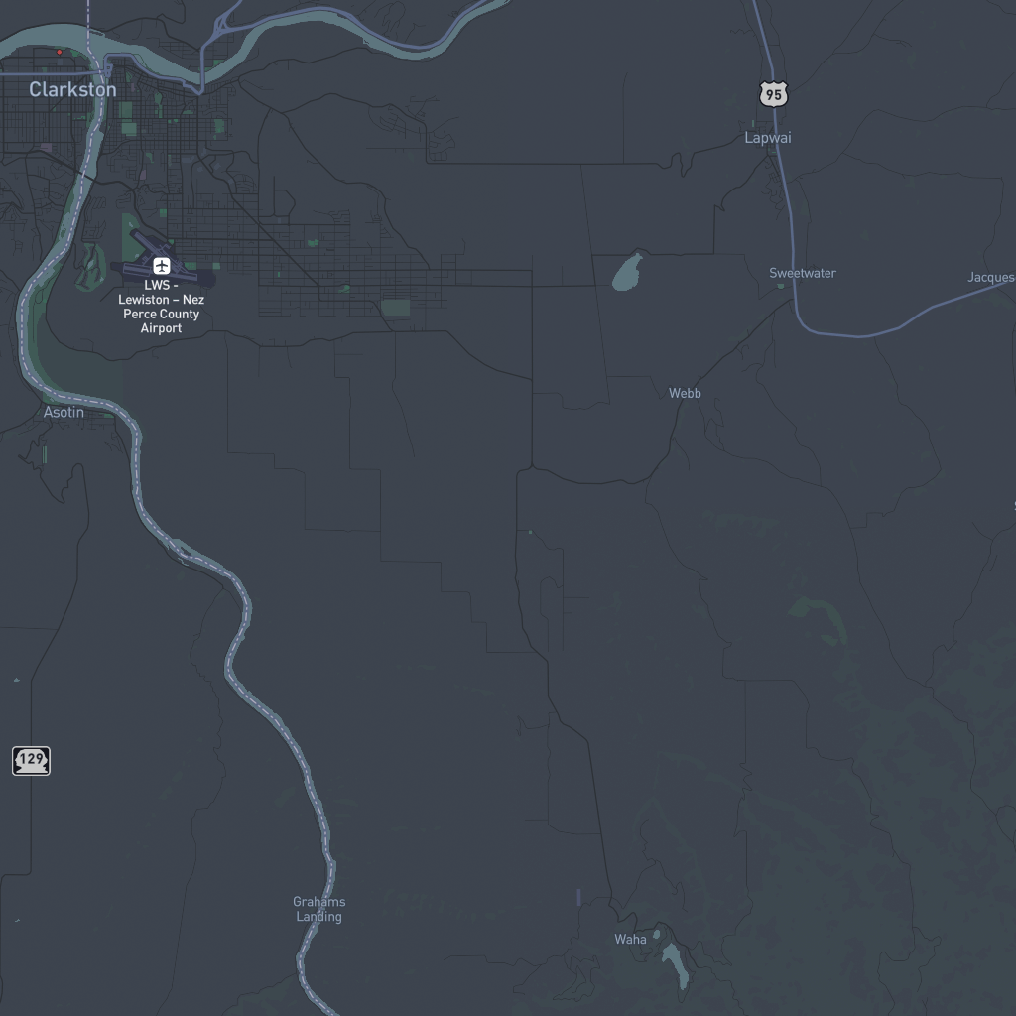 Clarkston
95
Lapwai
LWS -
Lewiston – Nez
Perce County
Airport
Sweetwater
Jacques
Webb
Asotin
129
Grahams
Landing
Waha